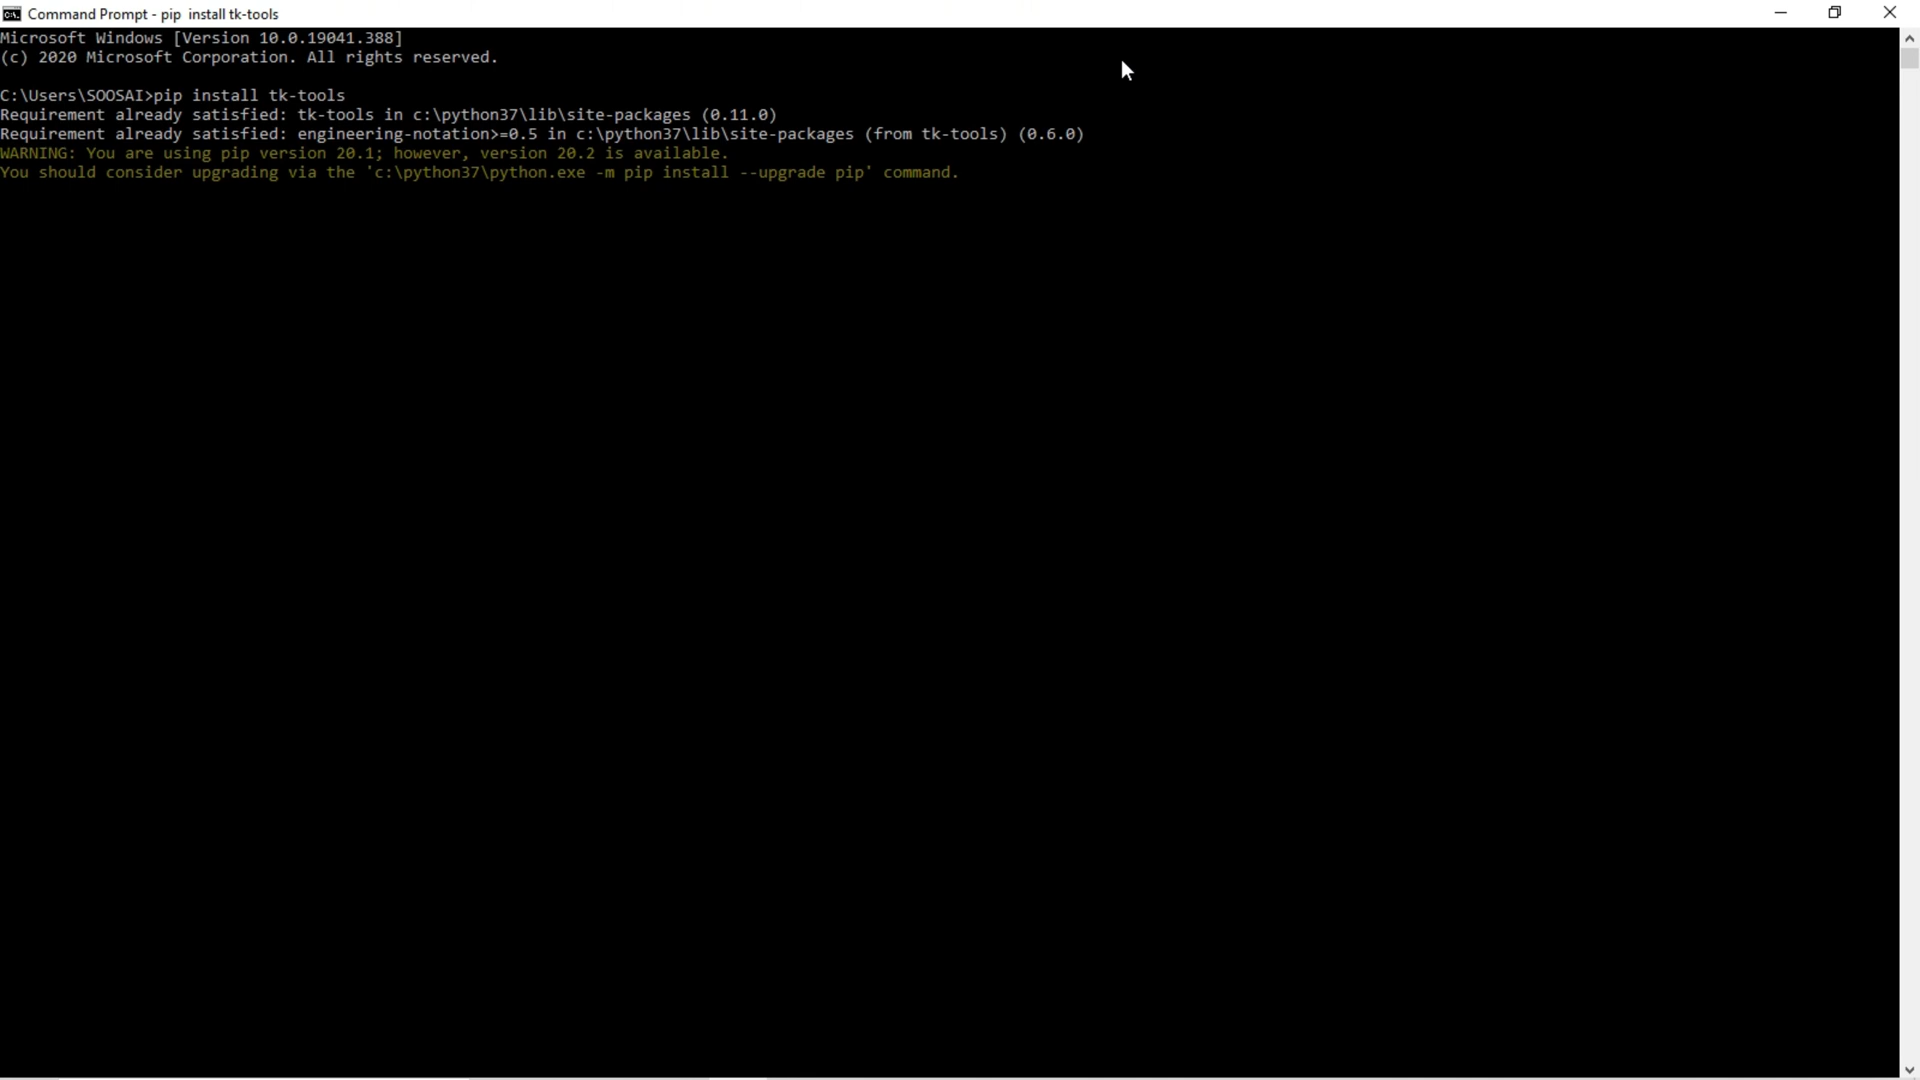 Command Prompt - pip  install tk-tools
Microsoft Windows [Version 10.0.19041.388]
(c) 2020 Microsoft Corporation. All rights reserved.
C:\Users\SOOSAI>pip install tk-tools
Requirement already satisfied: tk-tools in c:\python37\lib\site-packages (0.11.0)
Requirement already satisfied: engineering-notation>=0.5 in c:\python37\lib\site-packages (from tk-tools) (0.6.0)
WARNING: You are using pip version 20.1; however, version 20.2 is available.
You should consider upgrading via the 'c:\python37\python.exe -m pip install --upgrade pip' command.